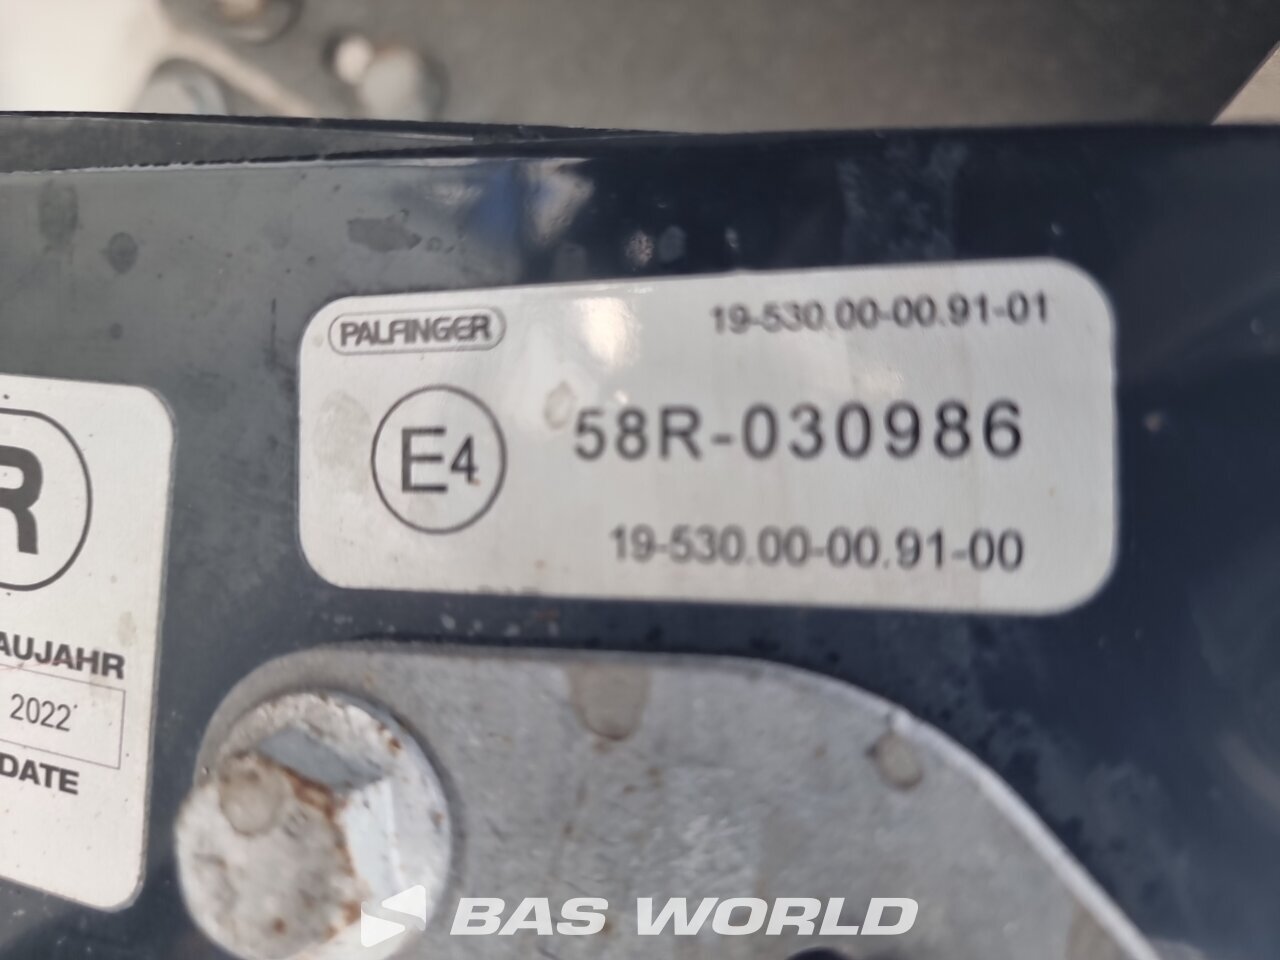 PALFINGER
19-530.00-00.91-01
E4
58R-030986
19-530.00-00.91-00
R
AUJAHR
2022
DATE
BAS WORLD